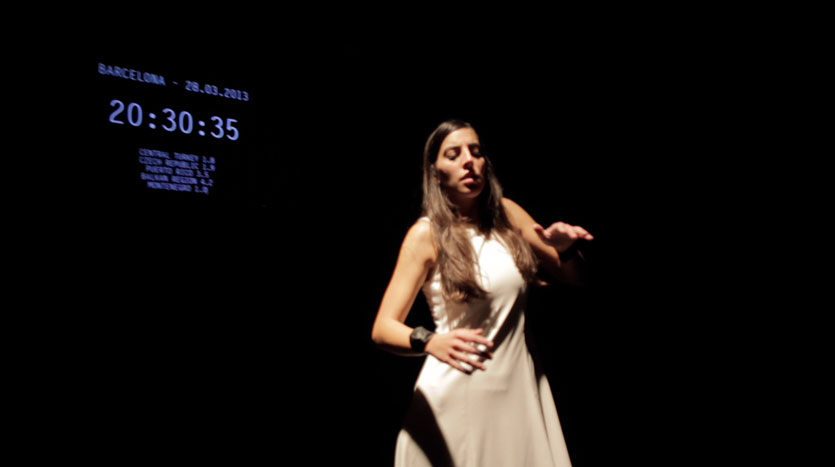 BARCELONA - 28.03.2013
20:30:35
CENTRAL TURKEY 1.8
CZECH REPUBLIC 1.9
PUERTO RICO 3.5
BALKAN REGION 4.2
MONTENEGRO 1.0